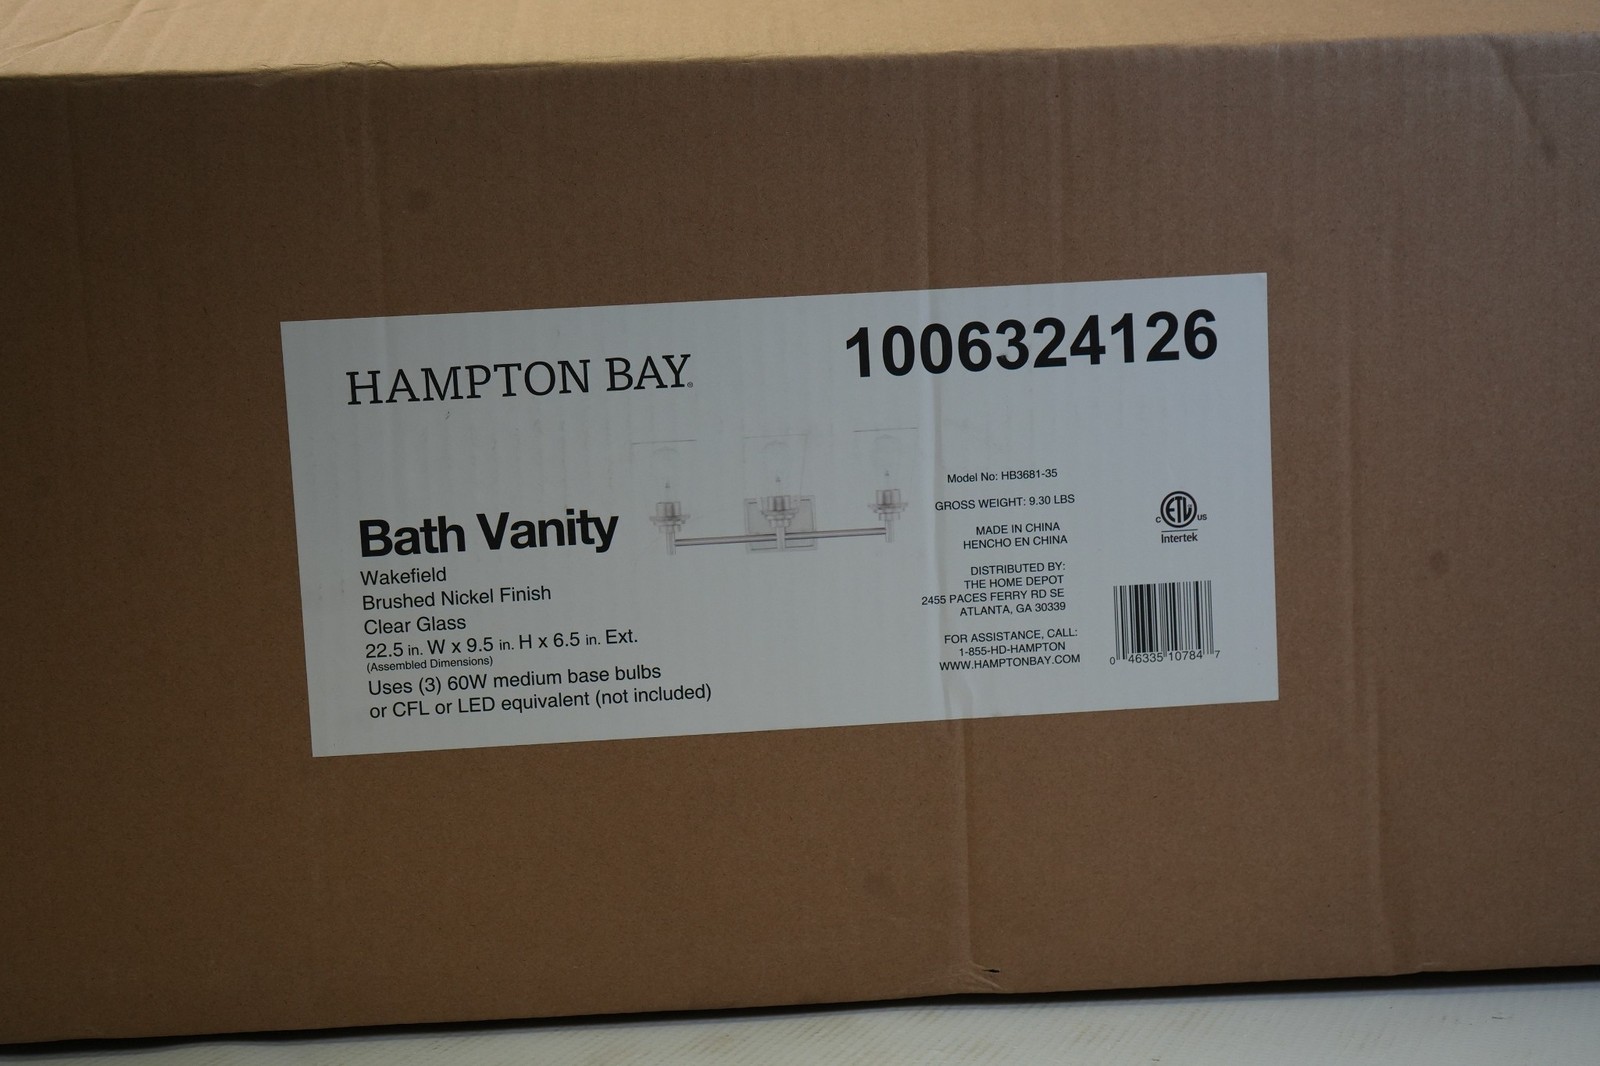 HAMPTON BAY®
1006324126
Bath Vanity
Wakefield
Brushed Nickel Finish
Clear Glass
22.5 in. W x 9.5 in. H x 6.5 in. Ext.
(Assembled Dimensions)
Uses (3) 60W medium base bulbs
or CFL or LED equivalent (not included)
Model No: HB3681-35
GROSS WEIGHT: 9.30 LBS
MADE IN CHINA
HENCHO EN CHINA
DISTRIBUTED BY:
THE HOME DEPOT
2455 PACES FERRY RD SE
ATLANTA, GA 30339
FOR ASSISTANCE, CALL:
1-855-HD-HAMPTON
WWW.HAMPTONBAY.COM
C ETL US
Intertek
0 46335 10784 7